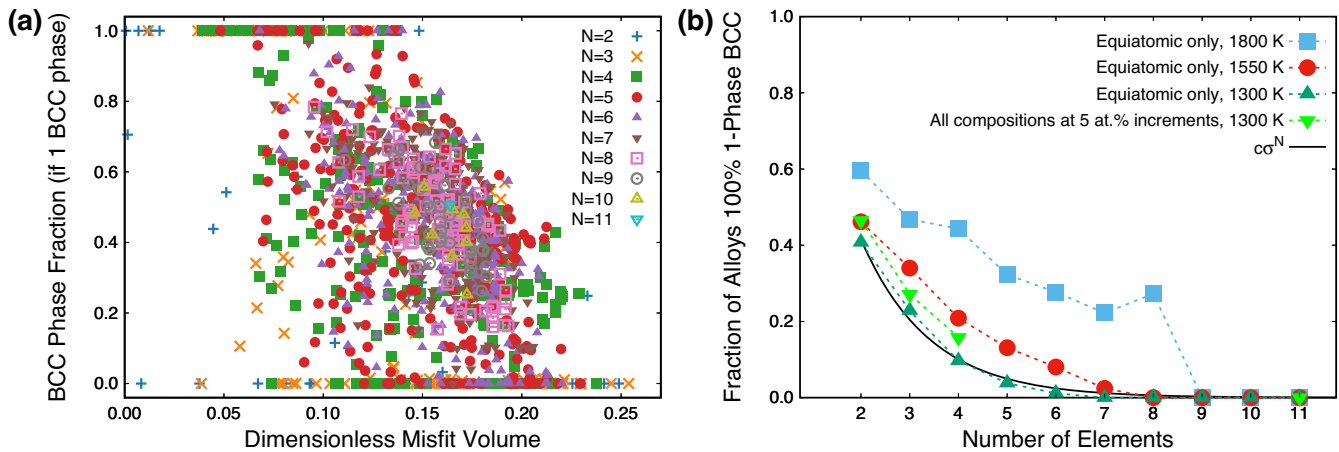 (a)
BCC Phase Fraction (if 1 BCC phase)
1.0
0.8
0.6
0.4
0.2
0.0
0.00 0.05 0.10 0.15 0.20 0.25
Dimensionless Misfit Volume
N=2
N=3
N=4
N=5
N=6
N=7
N=8
N=9
N=10
N=11
(b)
Fraction of Alloys 100% 1-Phase BCC
1.0
0.8
0.6
0.4
0.2
0.0
2 3 4 5 6 7 8 9 10 11
Number of Elements
Equiatomic only, 1800 K
Equiatomic only, 1550 K
Equiatomic only, 1300 K
All compositions at 5 at.% increments, 1300 K
cσᴺ